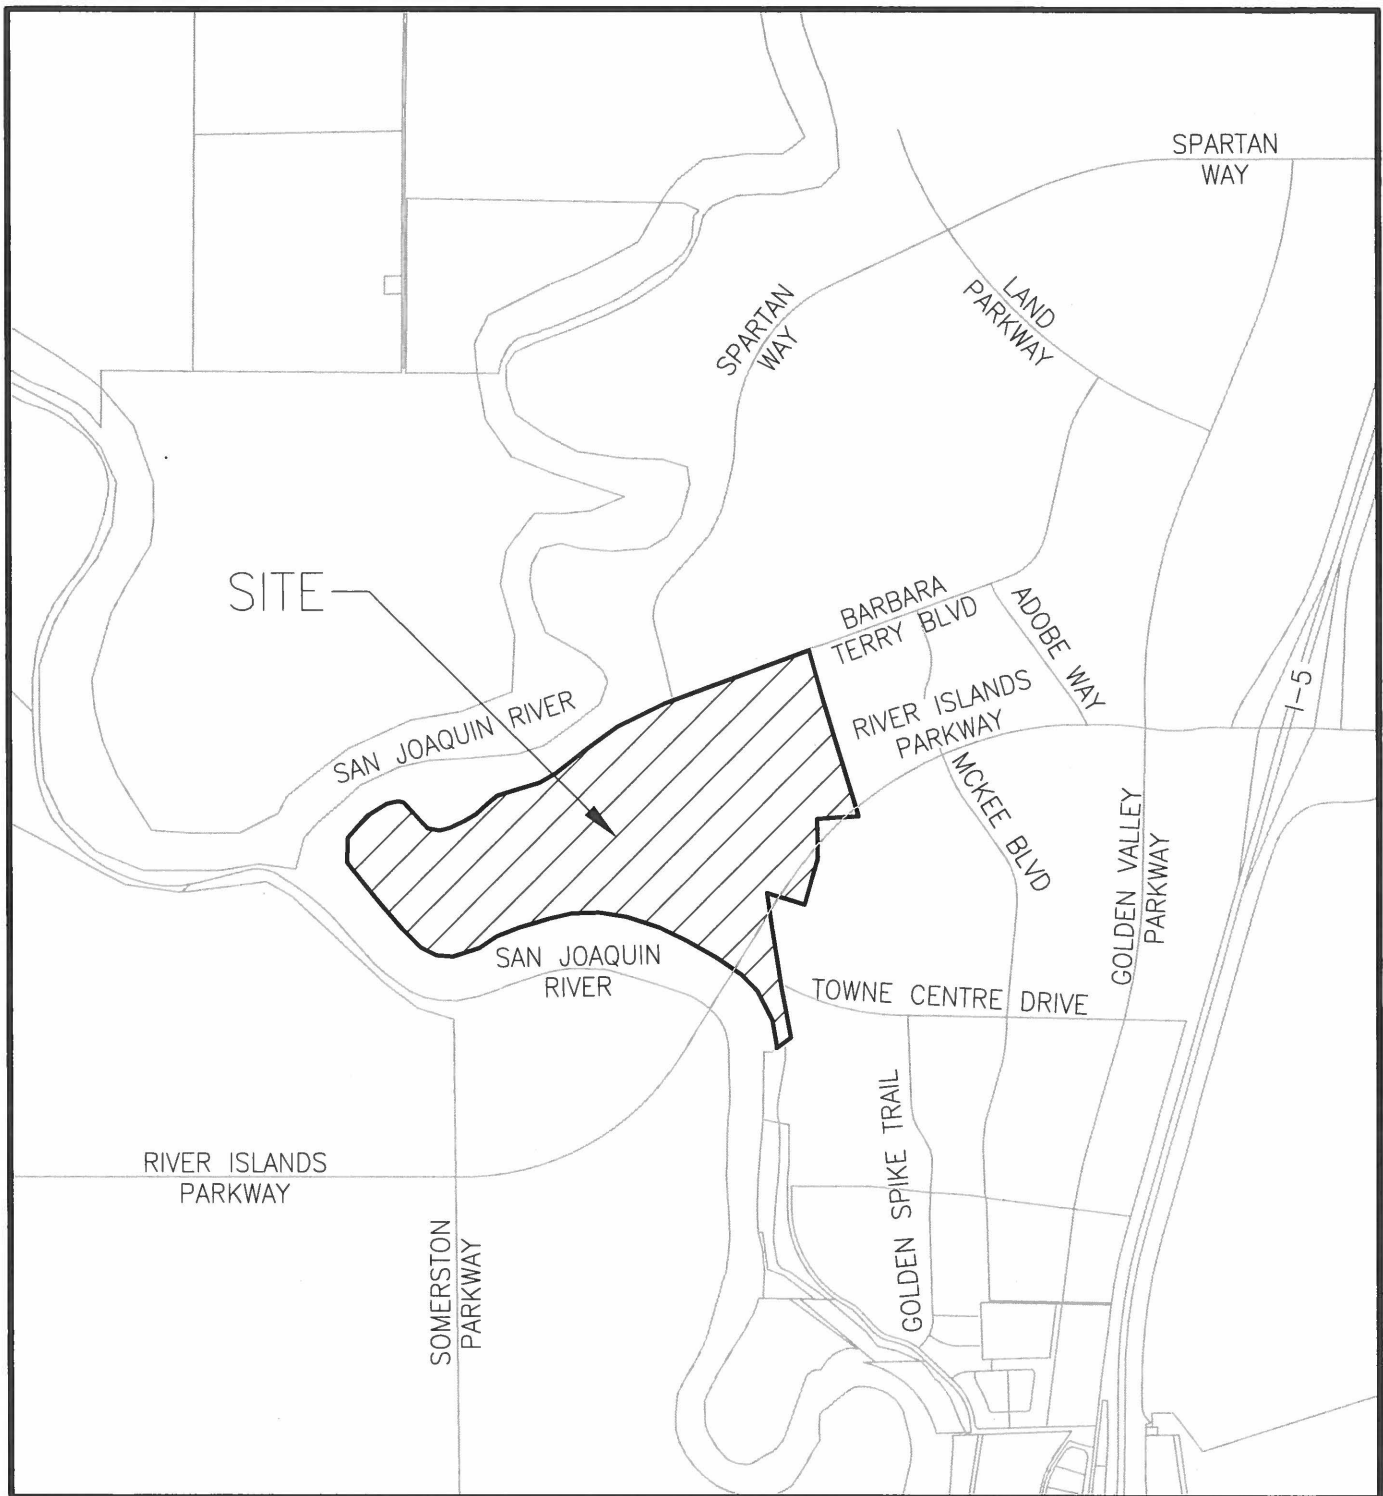 SPARTAN
WAY
LAND
PARKWAY
SPARTAN
WAY
SITE
BARBARA
TERRY BLVD
ADOBE WAY
RIVER ISLANDS
PARKWAY
I-5
SAN JOAQUIN RIVER
MCKEE BLVD
GOLDEN VALLEY
PARKWAY
SAN JOAQUIN
RIVER
TOWNE CENTRE DRIVE
GOLDEN SPIKE TRAIL
RIVER ISLANDS
PARKWAY
SOMERSTON
PARKWAY